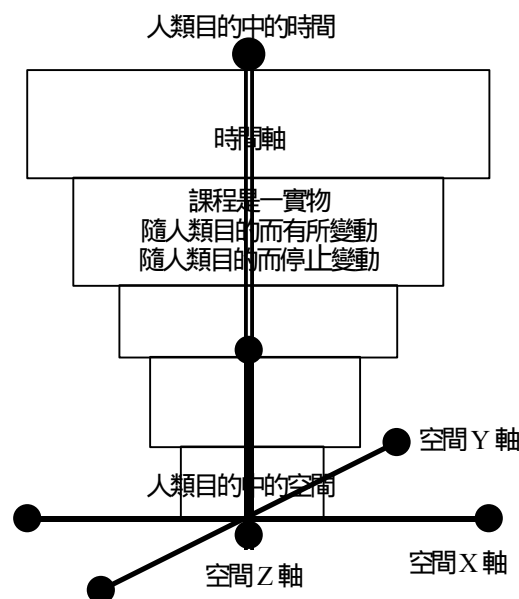 人類目的中的時間
時間軸
課程是一實物
隨人類目的而有所變動
隨人類目的而停止變動
空間Y軸
人類目的中的空間
空間X軸
空間Z軸